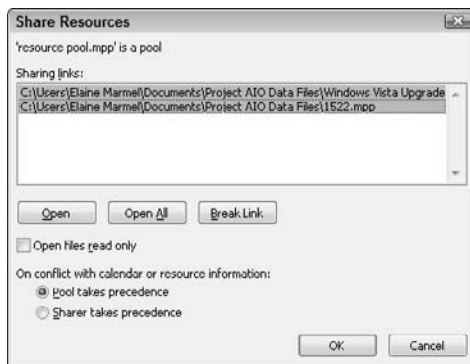 Share Resources
'resource pool.mpp' is a pool
Sharing links:
C:\Users\Elaine Marmel\Documents\Project AIO Data Files\Windows Vista Upgrade
C:\Users\Elaine Marmel\Documents\Project AIO Data Files\1522.mpp
Open Open All Break Link
Open files read only
On conflict with calendar or resource information:
Pool takes precedence
Sharer takes precedence
OK Cancel